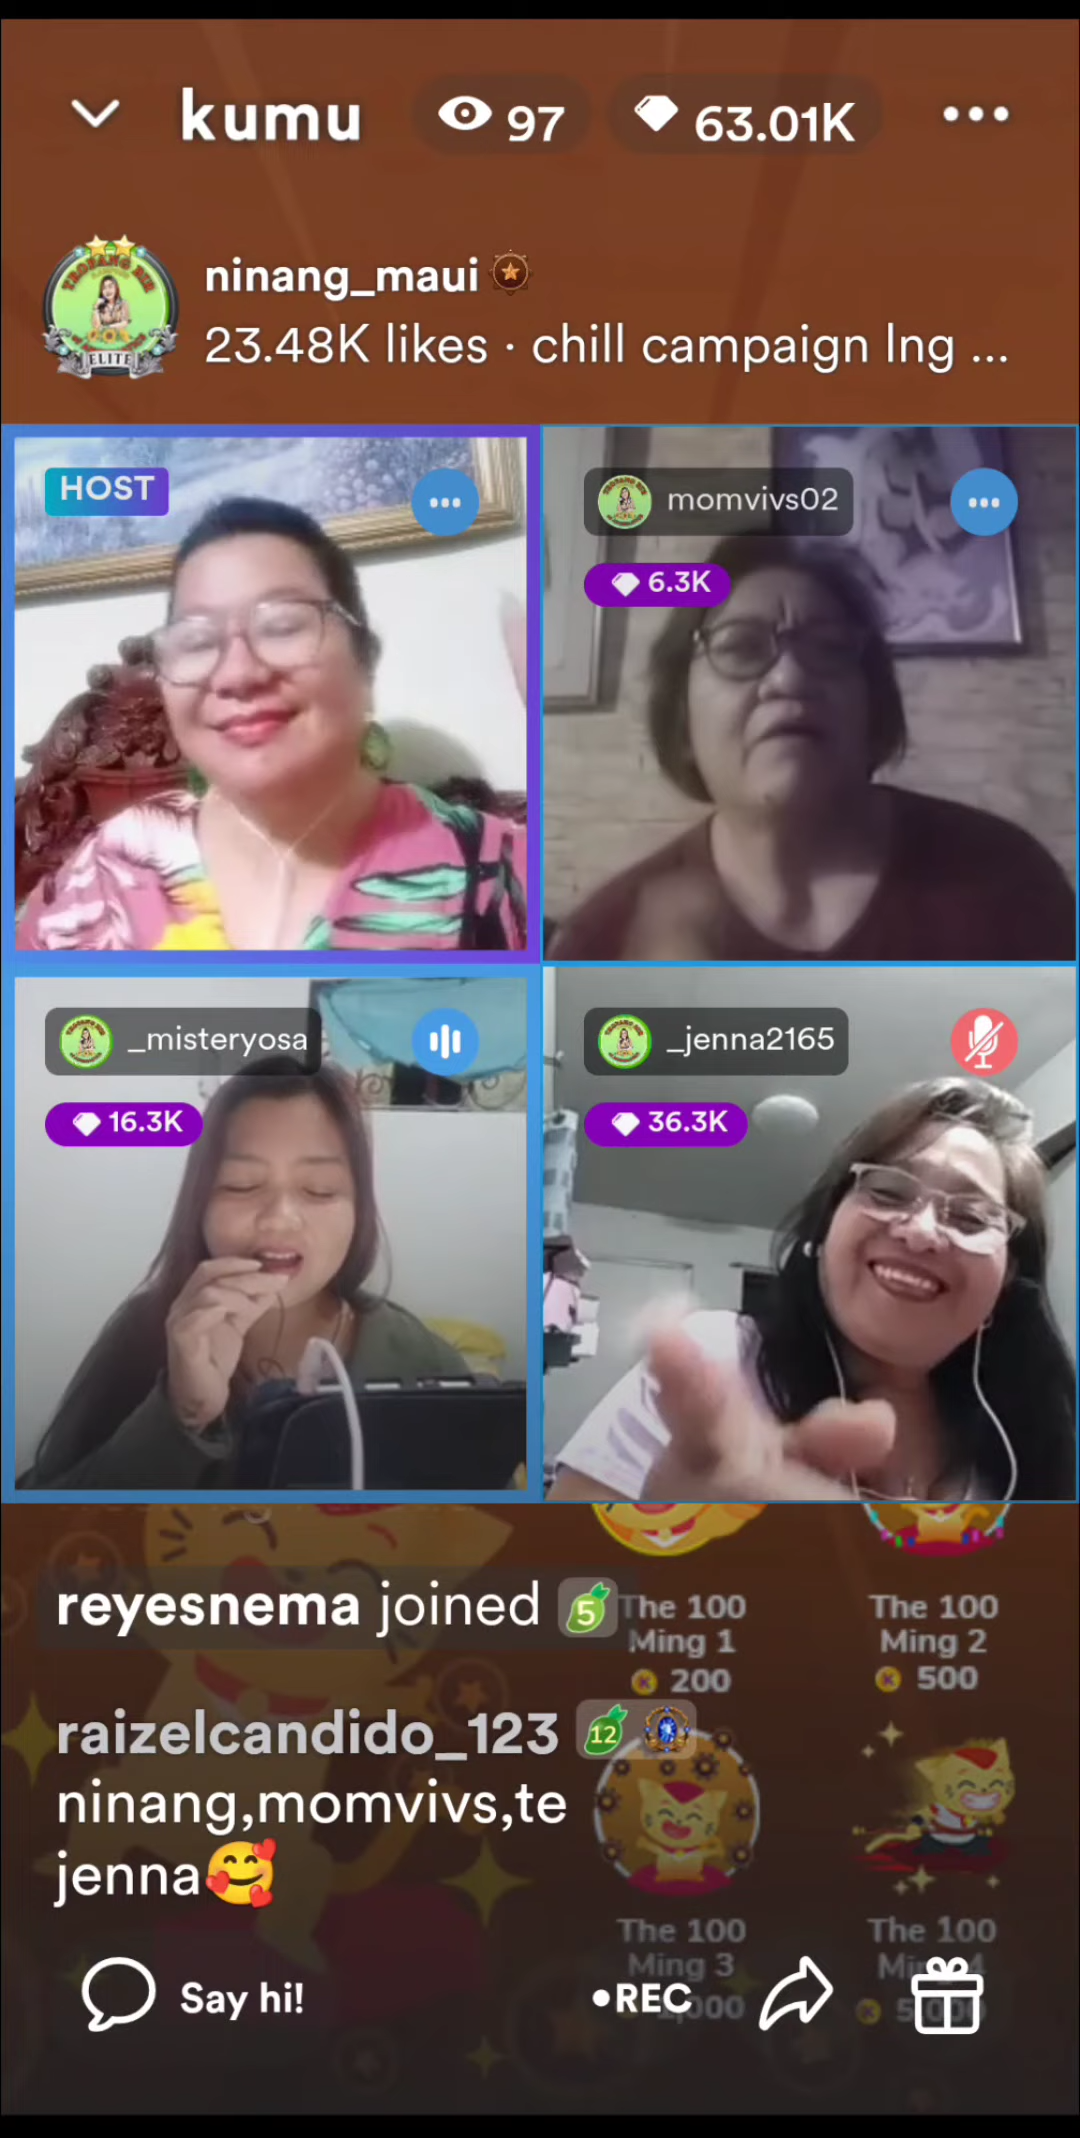 kumu 97 63.01K
ninang_maui
23.48K likes · chill campaign lng ...
ELITE
HOST
momvivs02
6.3K
_misteryosa
_jenna2165
16.3K
36.3K
reyesnema joined 5
The 100
Ming 1
200
The 100
Ming 2
500
raizelcandido_123 12
ninang,momvivs,te
jenna🥰
The 100
Ming 3
The 100
Say hi!
•REC